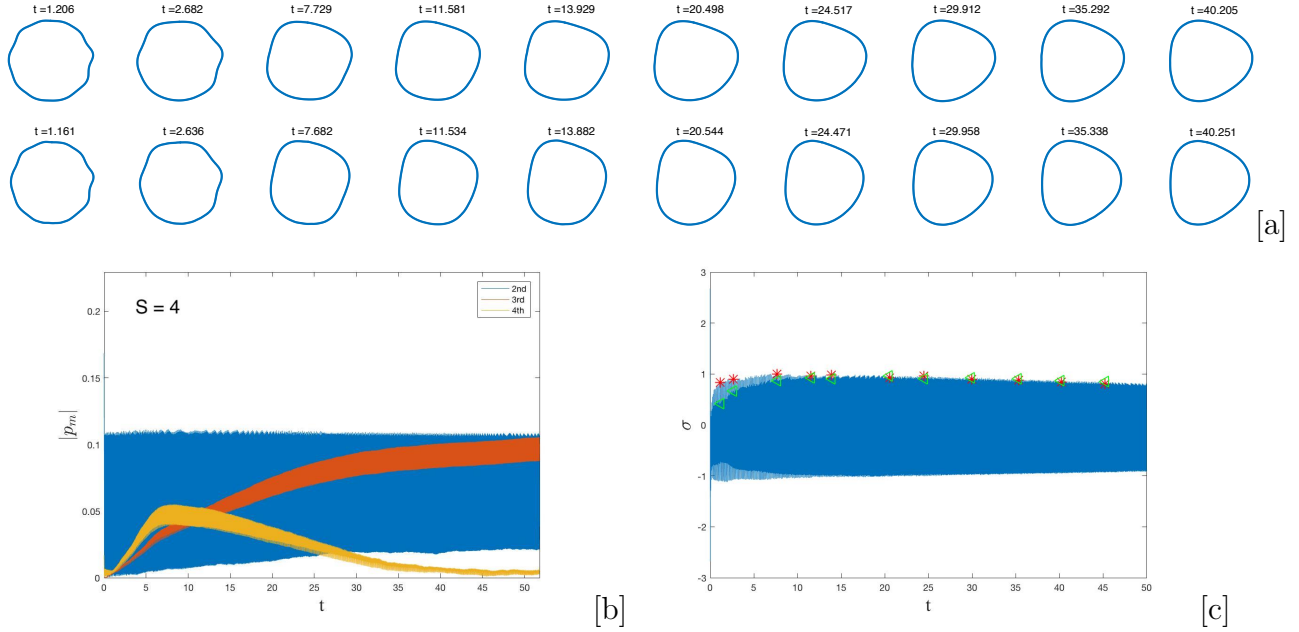 t =1.206 t =2.682 t =7.729 t =11.581 t =13.929 t =20.498 t =24.517 t =29.912 t =35.292 t =40.205
t =1.161 t =2.636 t =7.682 t =11.534 t =13.882 t =20.544 t =24.471 t =29.958 t =35.338 t =40.251
[a]
S = 4
2nd
3rd
4th
|p_m|
0.2
0.15
0.1
0.05
0
0 5 10 15 20 25 30 35 40 45 50
t
[b]
σ
3
2
1
0
-1
-2
-3
0 5 10 15 20 25 30 35 40 45 50
t
[c]